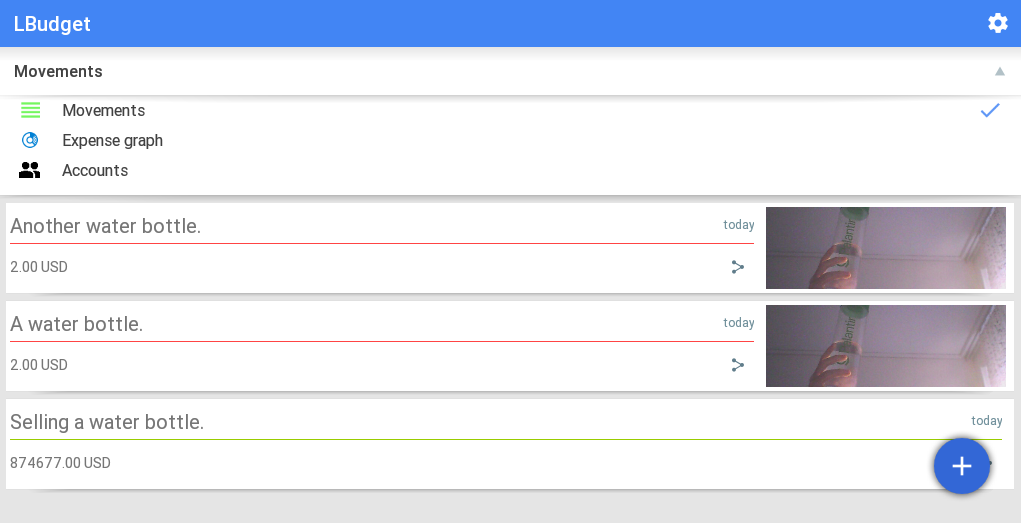 LBudget
Movements
Movements
Expense graph
Accounts
Another water bottle.
today
2.00 USD
A water bottle.
today
2.00 USD
Selling a water bottle.
today
874677.00 USD